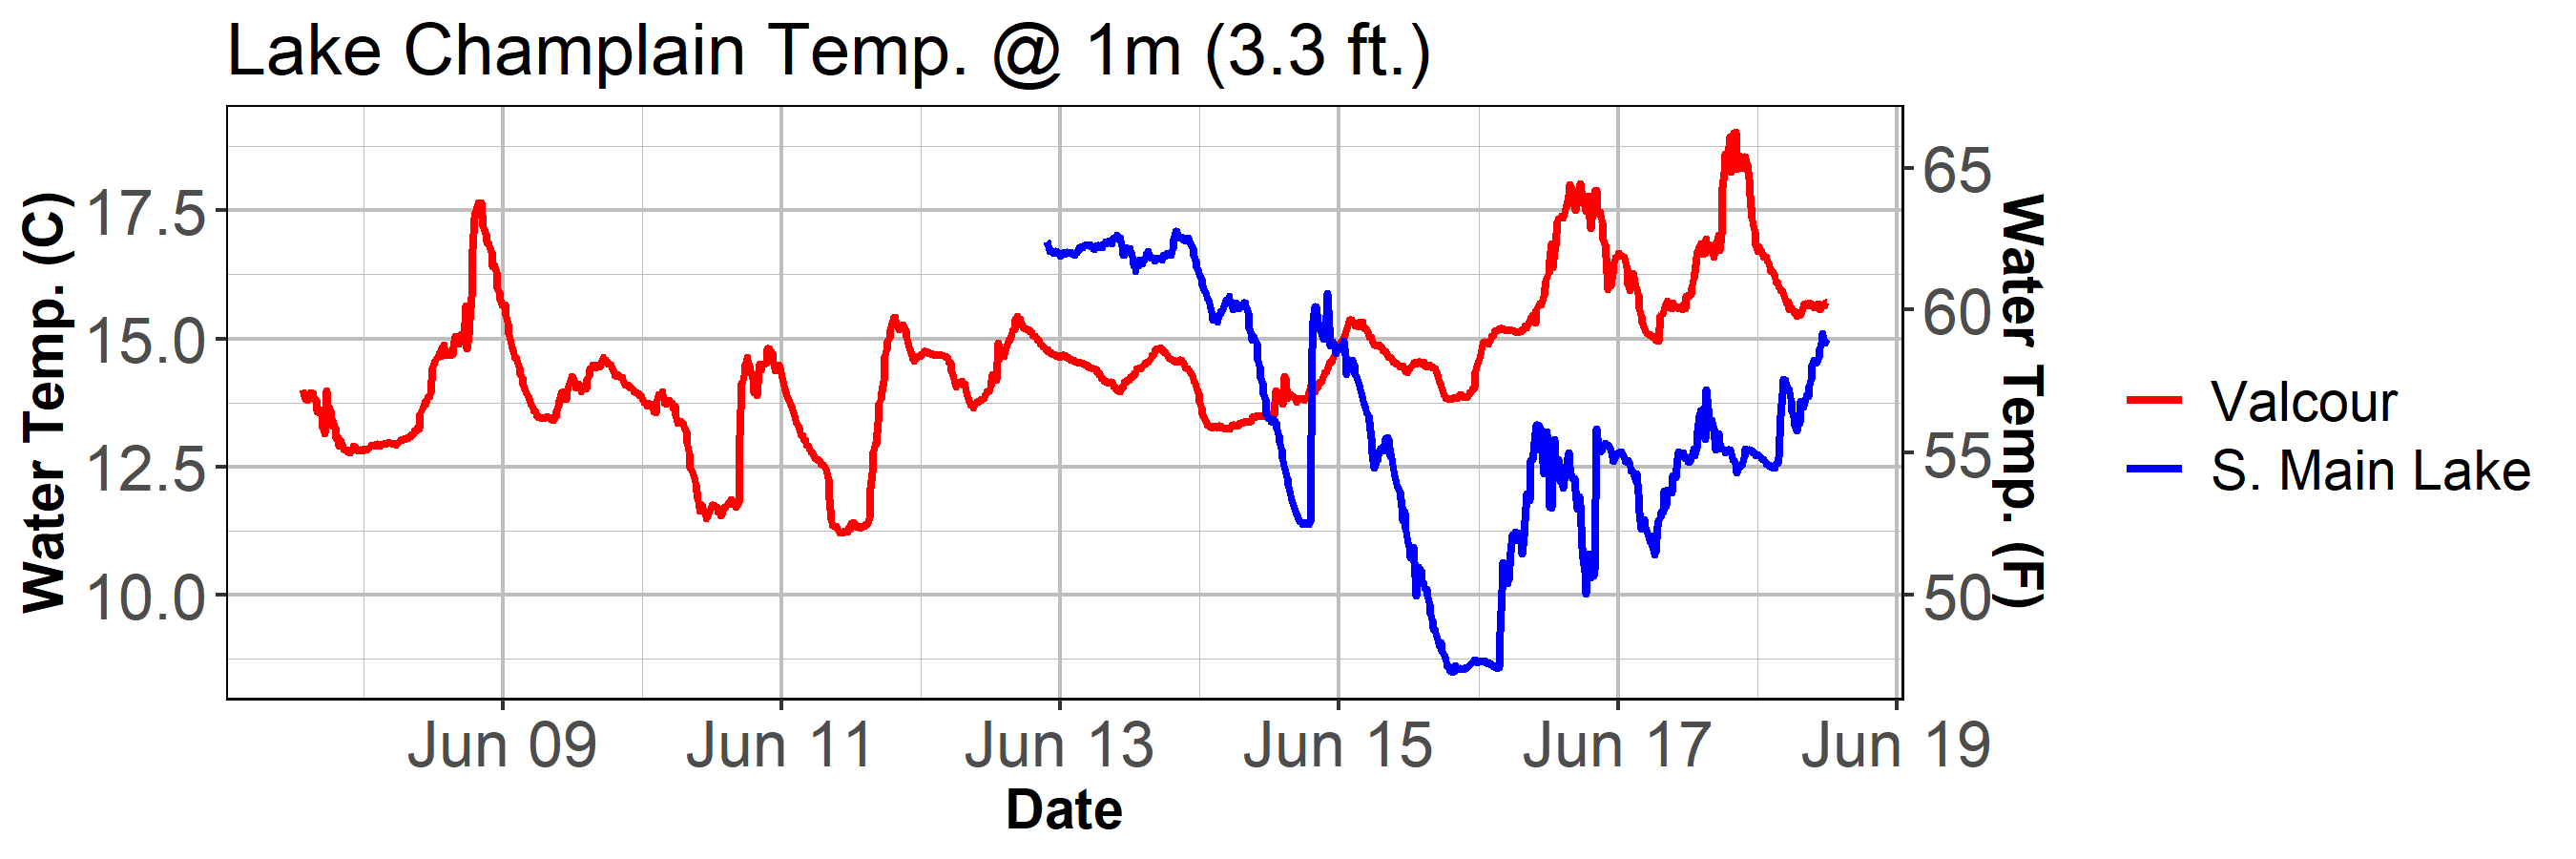 Lake Champlain Temp. @ 1m (3.3 ft.)
Water Temp. (C)
17.5
15.0
12.5
10.0
65
60
55
50
Water Temp. (F)
Jun 09 Jun 11 Jun 13 Jun 15 Jun 17 Jun 19
Date
Valcour
S. Main Lake